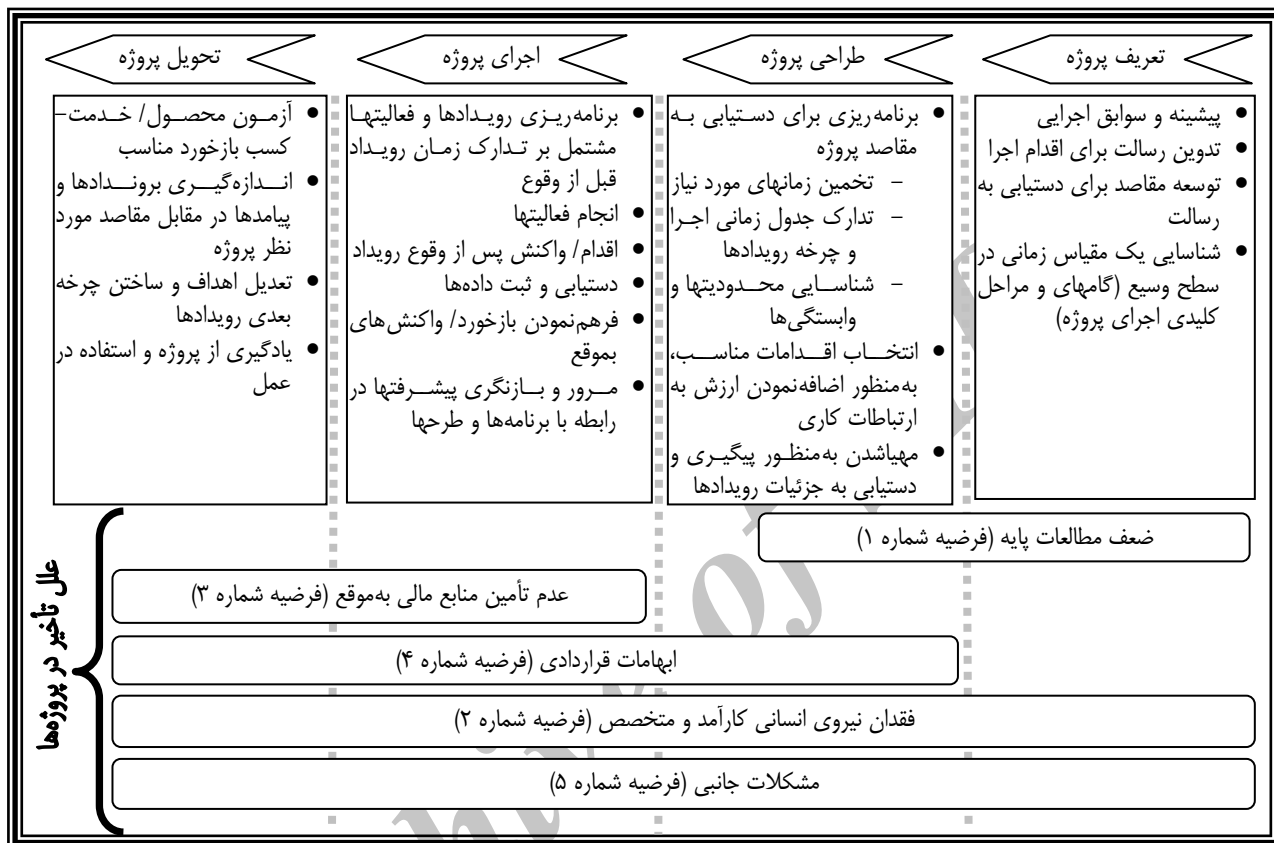 تعریف پروژه
طراحی پروژه
اجرای پروژه
تحویل پروژه
• پیشینه و سوابق اجرایی
• تدوین رسالت برای اقدام اجرا
• توسعه مقاصد برای دستیابی به
رسالت
• شناسایی یک مقیاس زمانی در
سطح وسیع (گامهای و مراحل
کلیدی اجرای پروژه)
• برنامه‌ریزی برای دستیابی به
مقاصد پروژه
– تخمین زمانهای مورد نیاز
– تدارک جدول زمانی اجرا
و چرخه رویدادها
– شناسایی محدودیتها و
وابستگی‌ها
• انتخاب اقدامات مناسب،
به‌منظور اضافه‌نمودن ارزش به
ارتباطات کاری
• مهیاشدن به‌منظور پیگیری و
دستیابی به جزئیات رویدادها
• برنامه‌ریزی رویدادها و فعالیتها
مشتمل بر تدارک زمان رویداد
قبل از وقوع
• انجام فعالیتها
• اقدام/ واکنش پس از وقوع رویداد
• دستیابی و ثبت داده‌ها
• فرهم‌نمودن بازخورد/ واکنش‌های
بموقع
• مرور و بازنگری پیشرفتها در
رابطه با برنامه‌ها و طرحها
• آزمون محصول/ خدمت–
کسب بازخورد مناسب
• اندازه‌گیری بروندادها و
پیامدها در مقابل مقاصد مورد
نظر پروژه
• تعدیل اهداف و ساختن چرخه
بعدی رویدادها
• یادگیری از پروژه و استفاده در
عمل
علل تأخیر در پروژه‌ها
ضعف مطالعات پایه (فرضیه شماره ۱)
عدم تأمین منابع مالی به‌موقع (فرضیه شماره ۳)
ابهامات قراردادی (فرضیه شماره ۴)
فقدان نیروی انسانی کارآمد و متخصص (فرضیه شماره ۲)
مشکلات جانبی (فرضیه شماره ۵)